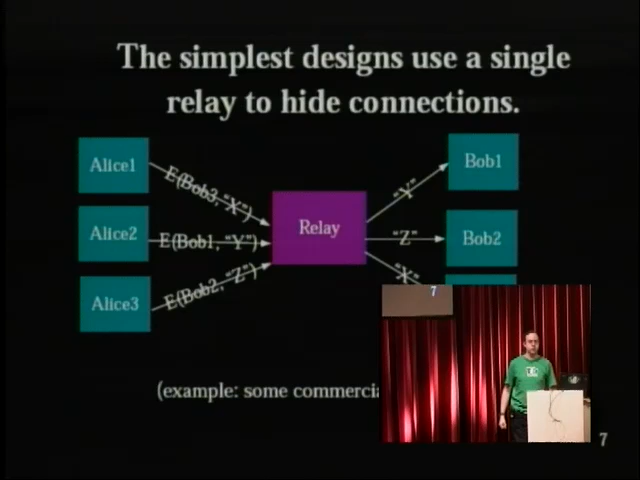 The simplest designs use a single
relay to hide connections.
Alice1
E(Bob3, "X")
Bob1
"Y"
Relay
Alice2
E(Bob1, "Y")
"Z"
Bob2
Alice3
E(Bob2, "Z")
"X"
7
(example: some commercia
7